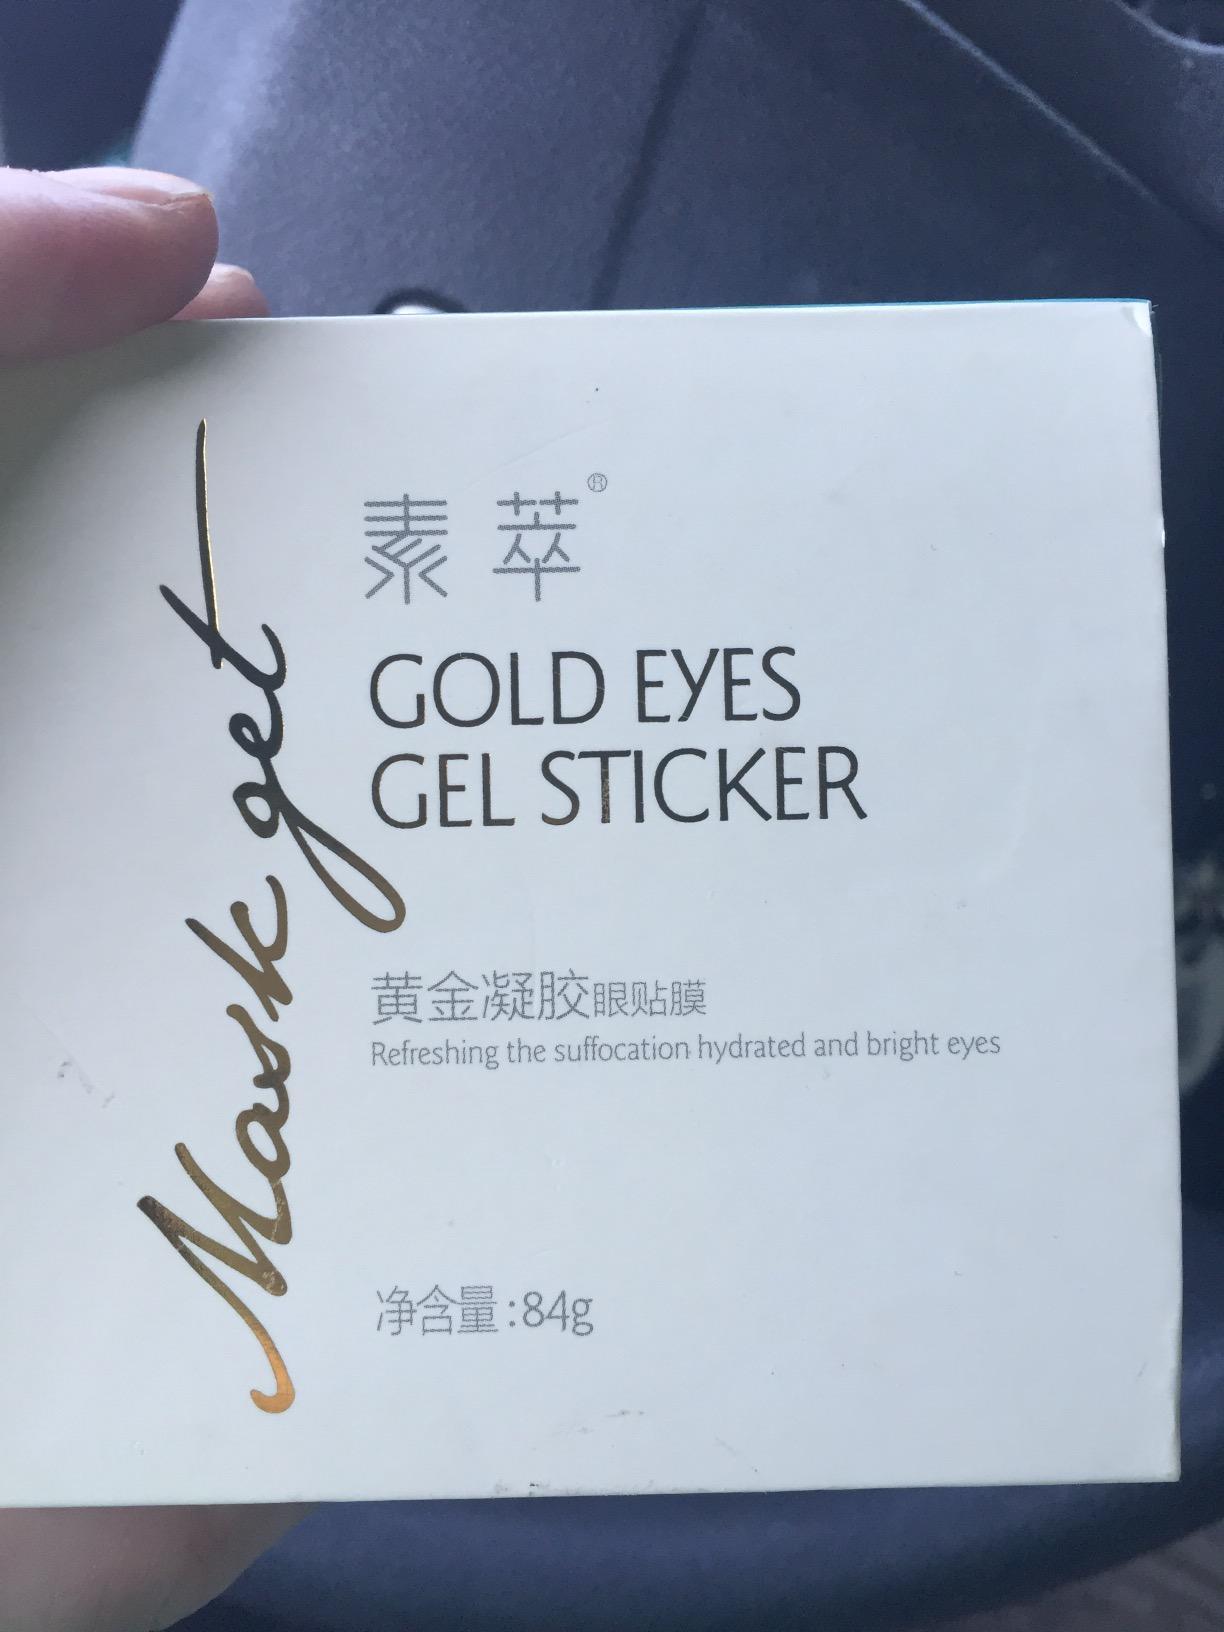 Mask get
素萃®
GOLD EYES
GEL STICKER
黄金凝胶眼贴膜
Refreshing the suffocation hydrated and bright eyes
净含量:84g